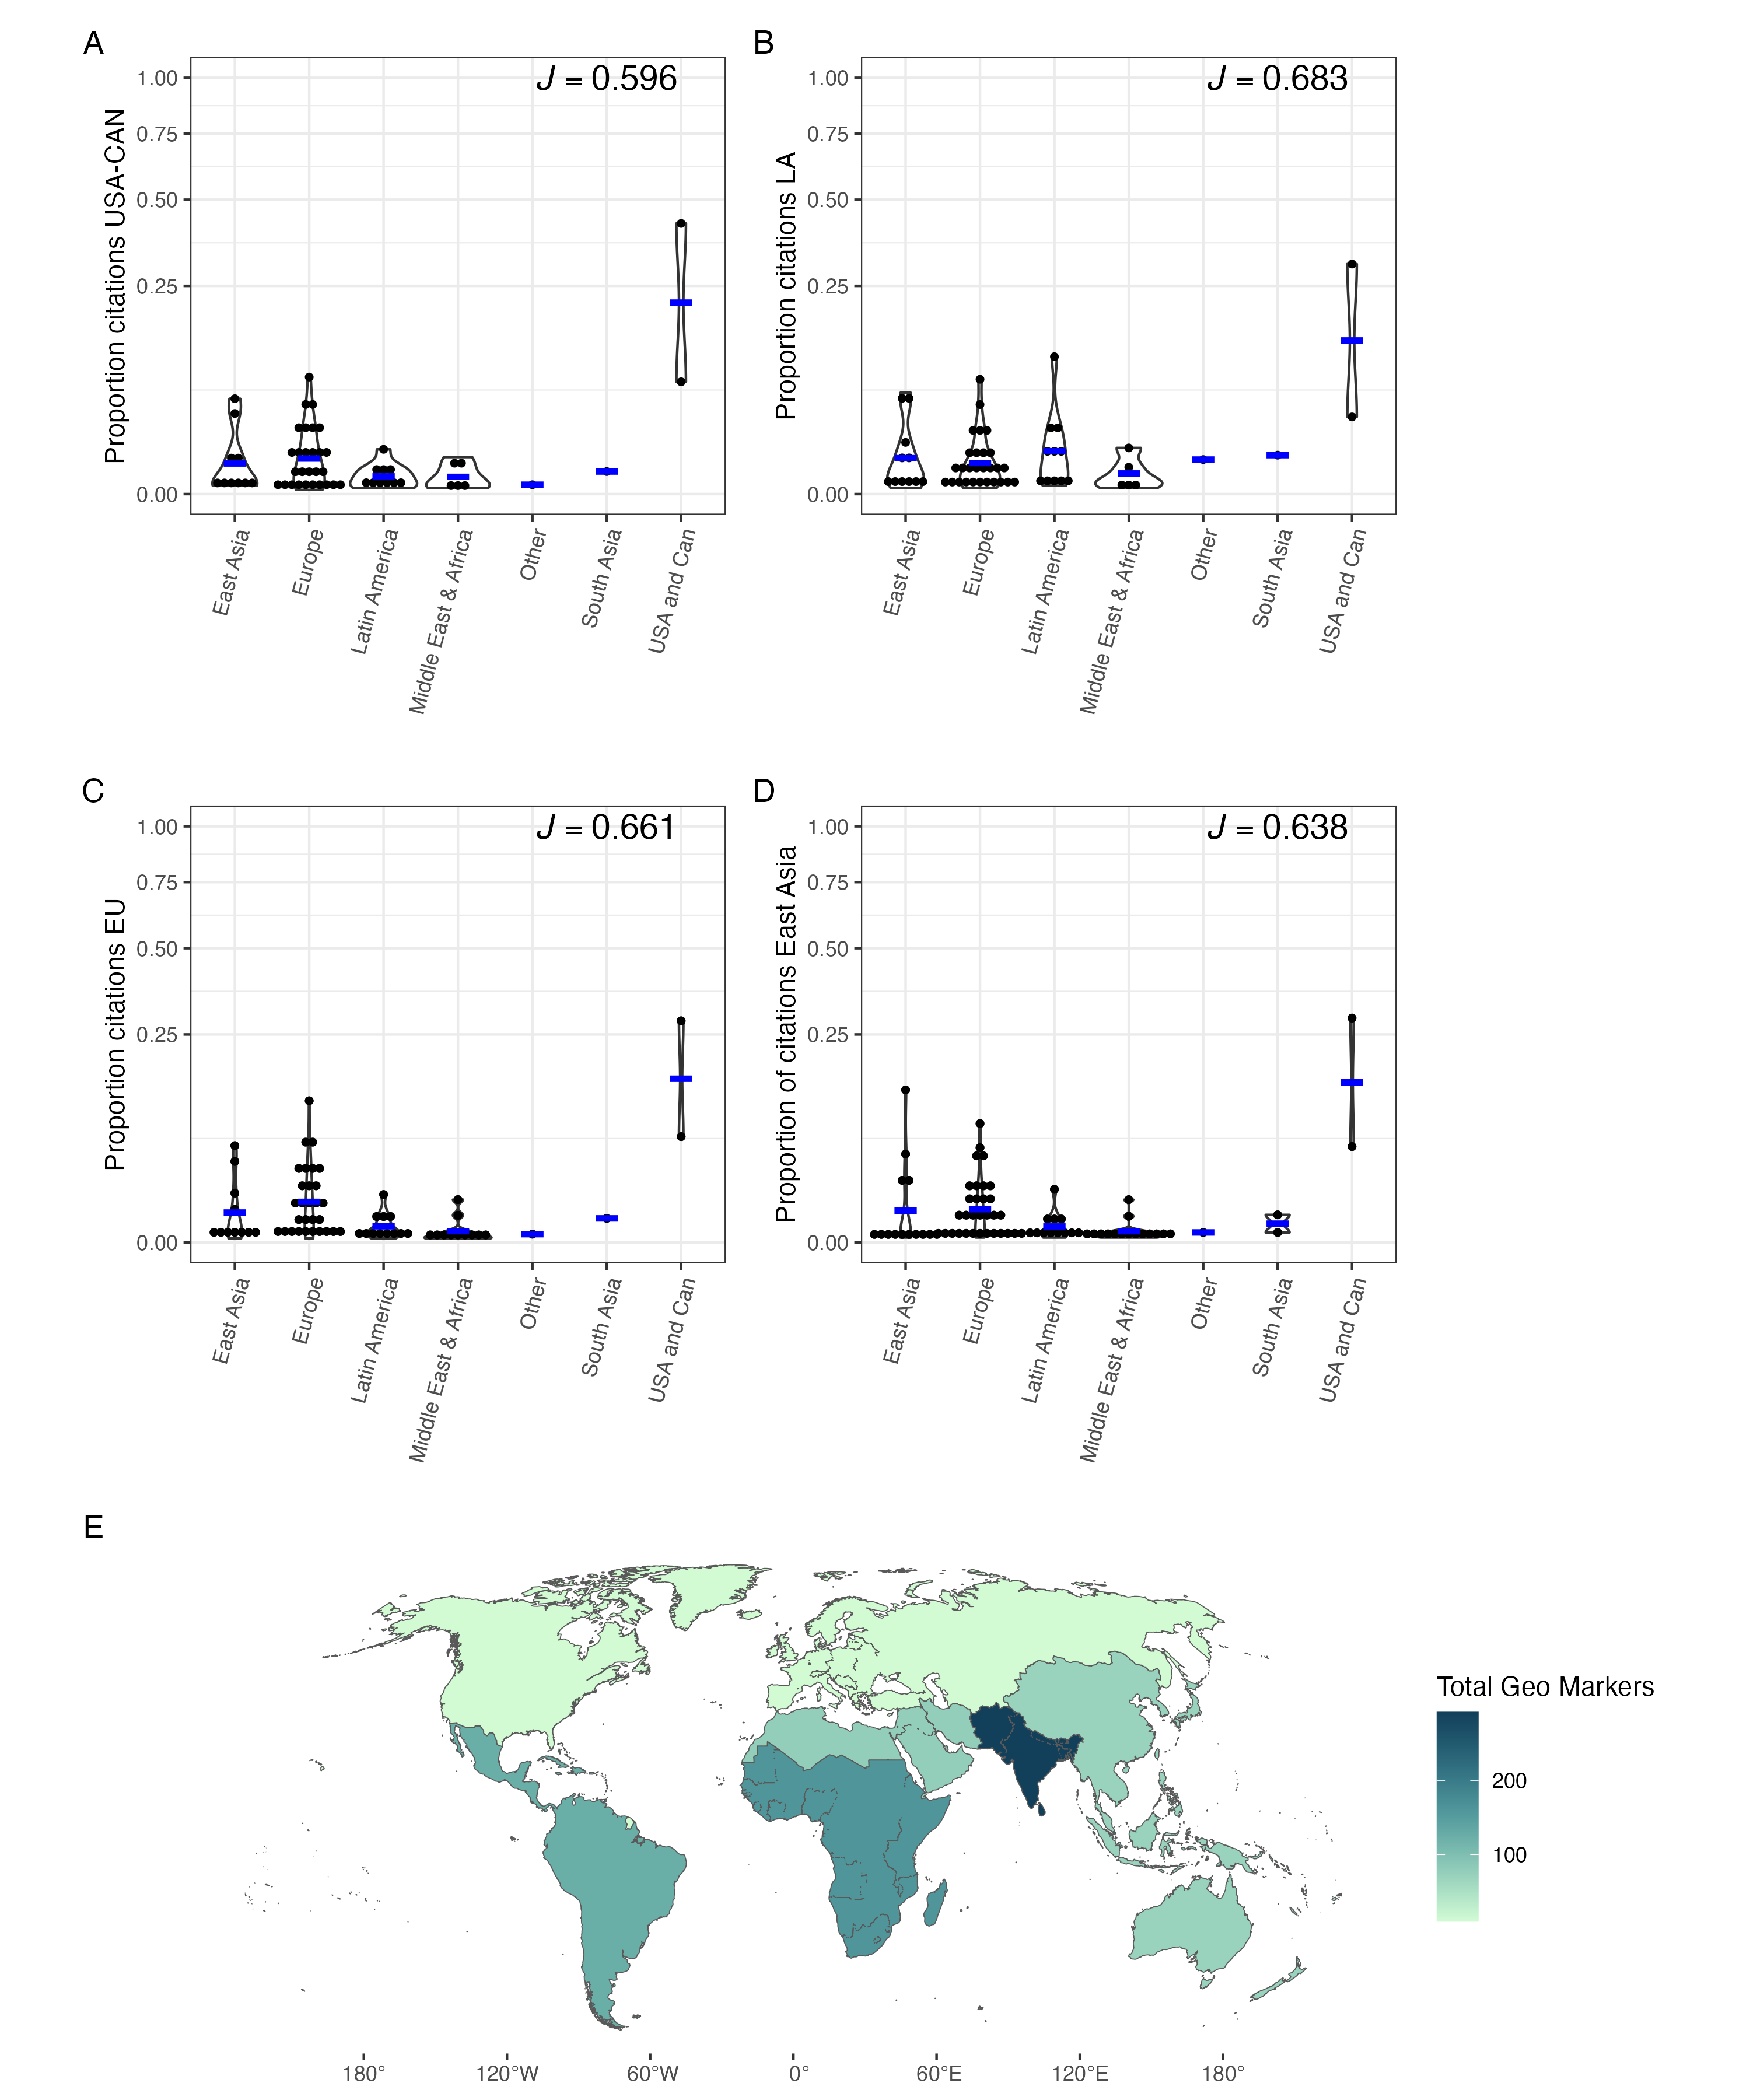 A
J = 0.596
Proportion citations USA-CAN
1.00
0.75
0.50
0.25
0.00
East Asia
Europe
Latin America
Middle East & Africa
Other
South Asia
USA and Can
B
J = 0.683
Proportion citations LA
1.00
0.75
0.50
0.25
0.00
East Asia
Europe
Latin America
Middle East & Africa
Other
South Asia
USA and Can
C
J = 0.661
Proportion citations EU
1.00
0.75
0.50
0.25
0.00
East Asia
Europe
Latin America
Middle East & Africa
Other
South Asia
USA and Can
D
J = 0.638
Proportion of citations East Asia
1.00
0.75
0.50
0.25
0.00
East Asia
Europe
Latin America
Middle East & Africa
Other
South Asia
USA and Can
E
Total Geo Markers
200
100
180°
120°W
60°W
0°
60°E
120°E
180°